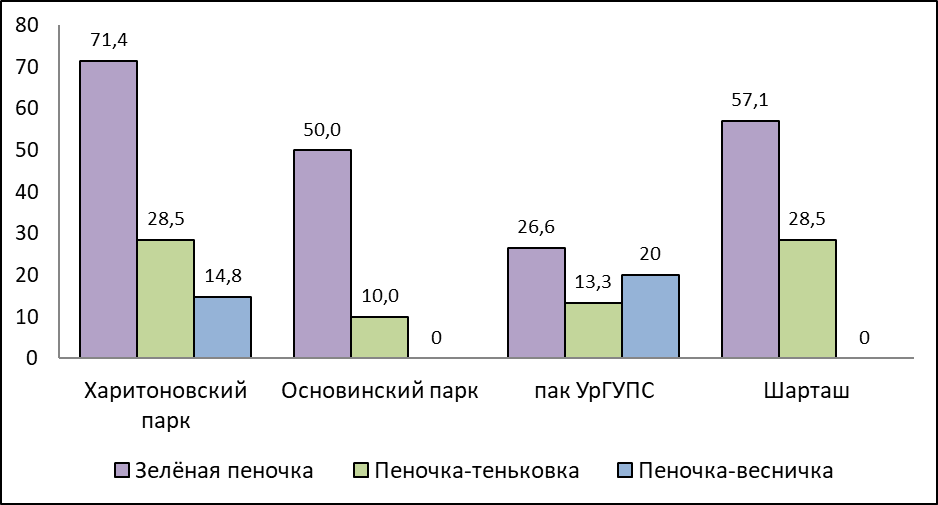 80
70
60
50
40
30
20
10
0
71,4
28,5
14,8
50,0
10,0
0
26,6
13,3
20
57,1
28,5
0
Харитоновский
парк
Основинский парк
пак УрГУПС
Шарташ
Зелёная пеночка
Пеночка-теньковка
Пеночка-весничка